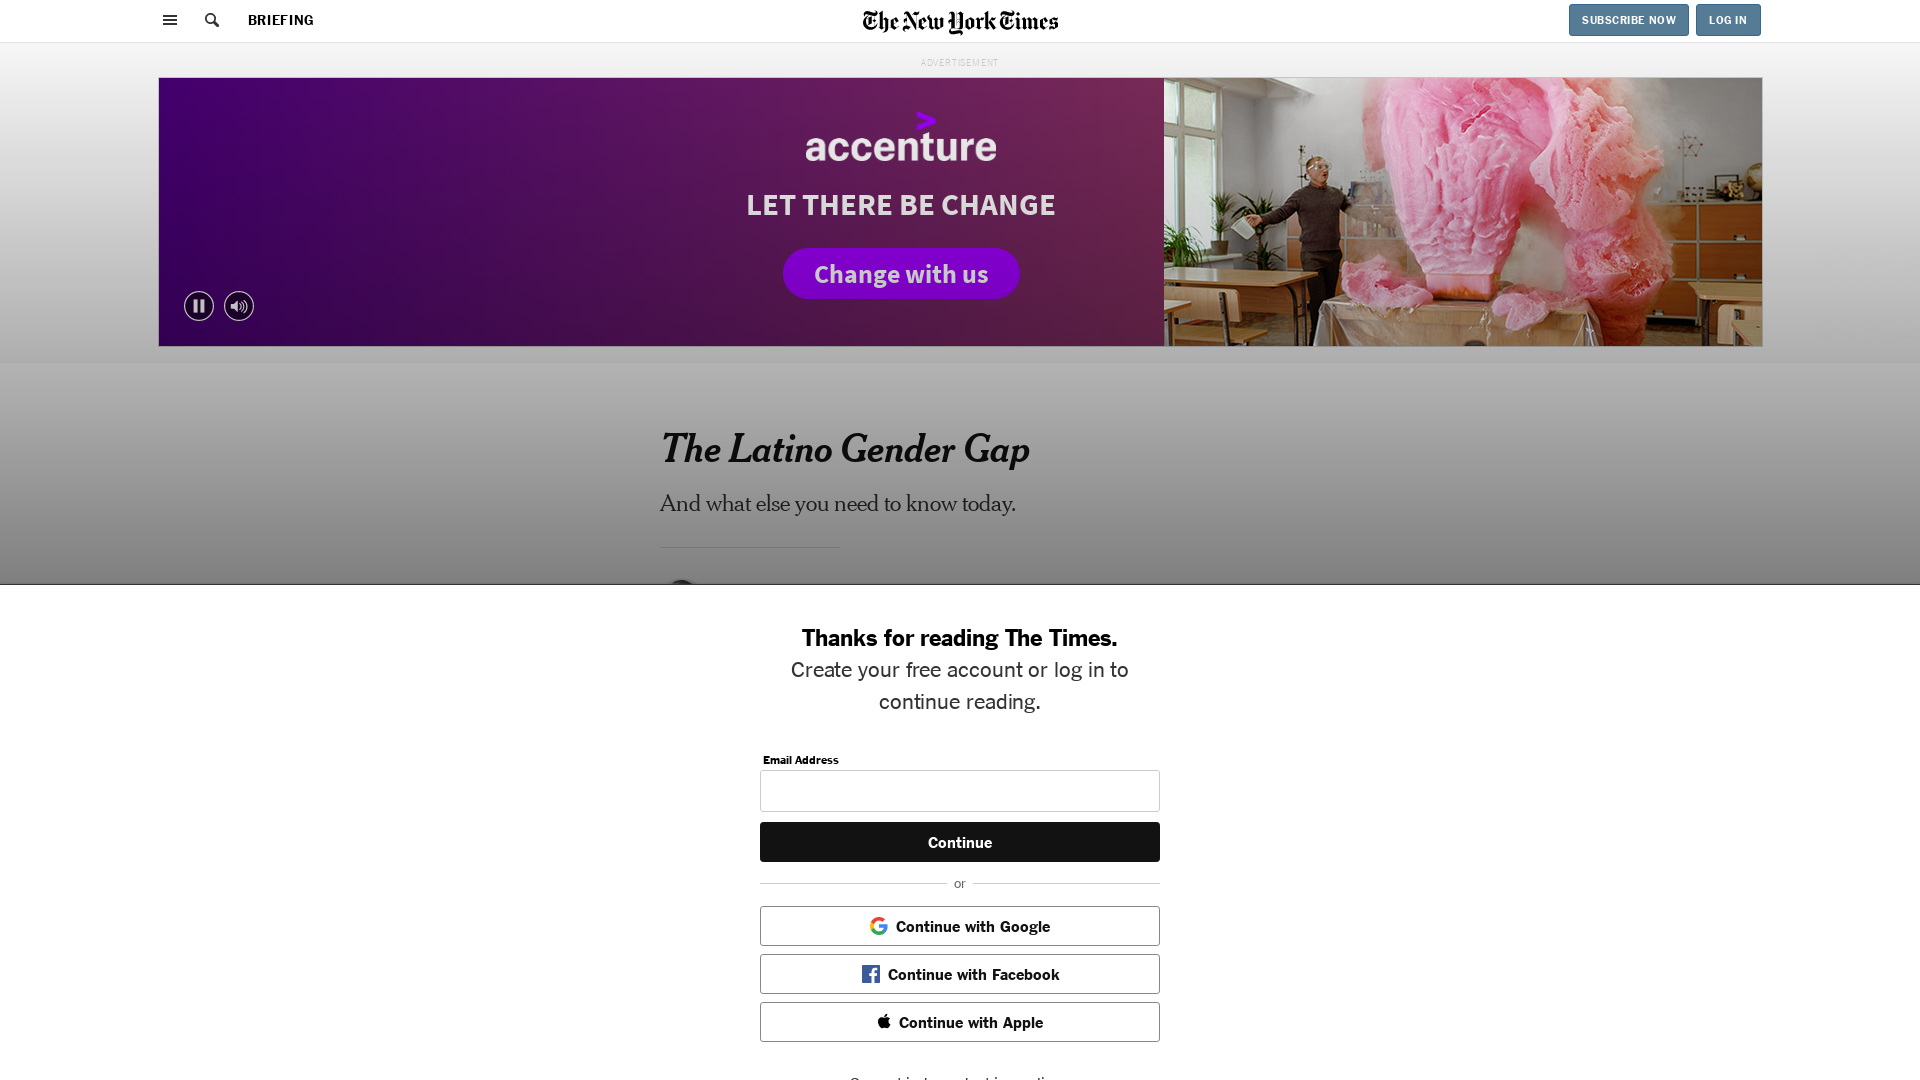 BRIEFING
The New York Times
SUBSCRIBE NOW
LOG IN
ADVERTISEMENT
accenture
LET THERE BE CHANGE
Change with us
The Latino Gender Gap
And what else you need to know today.
Thanks for reading The Times.
Create your free account or log in to
continue reading.
Email Address
Continue
or
Continue with Google
Continue with Facebook
Continue with Apple